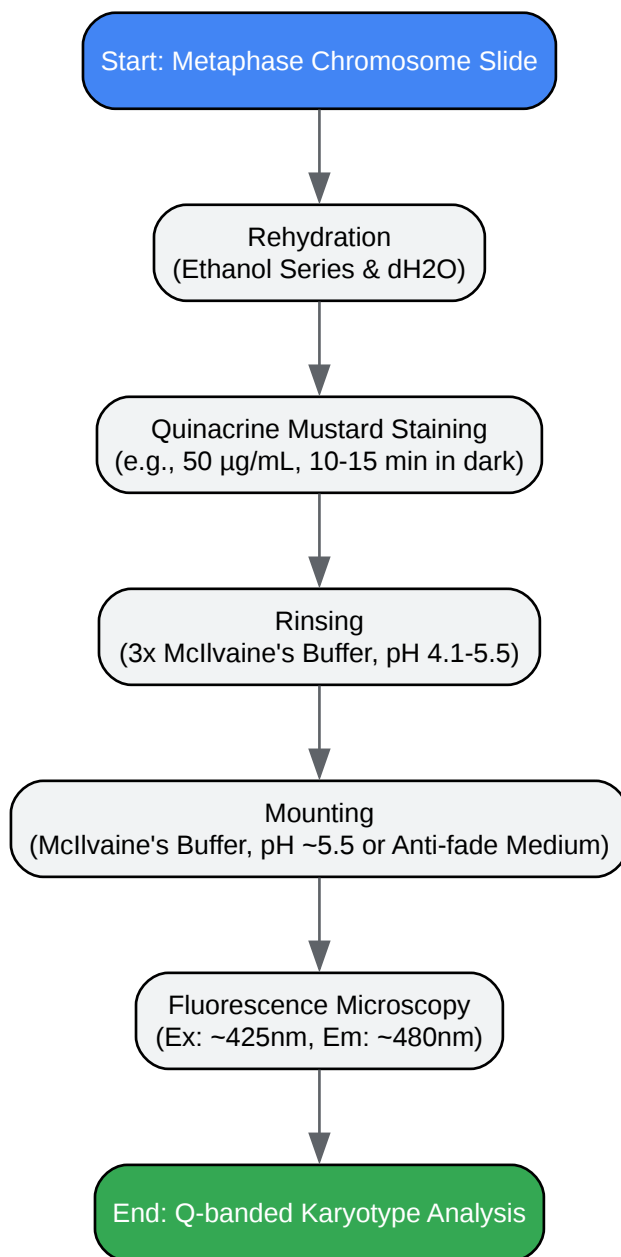 Start: Metaphase Chromosome Slide
Rehydration
(Ethanol Series & dH2O)
Quinacrine Mustard Staining
(e.g., 50 µg/mL, 10-15 min in dark)
Rinsing
(3x McIlvaine's Buffer, pH 4.1-5.5)
Mounting
(McIlvaine's Buffer, pH ~5.5 or Anti-fade Medium)
Fluorescence Microscopy
(Ex: ~425nm, Em: ~480nm)
End: Q-banded Karyotype Analysis